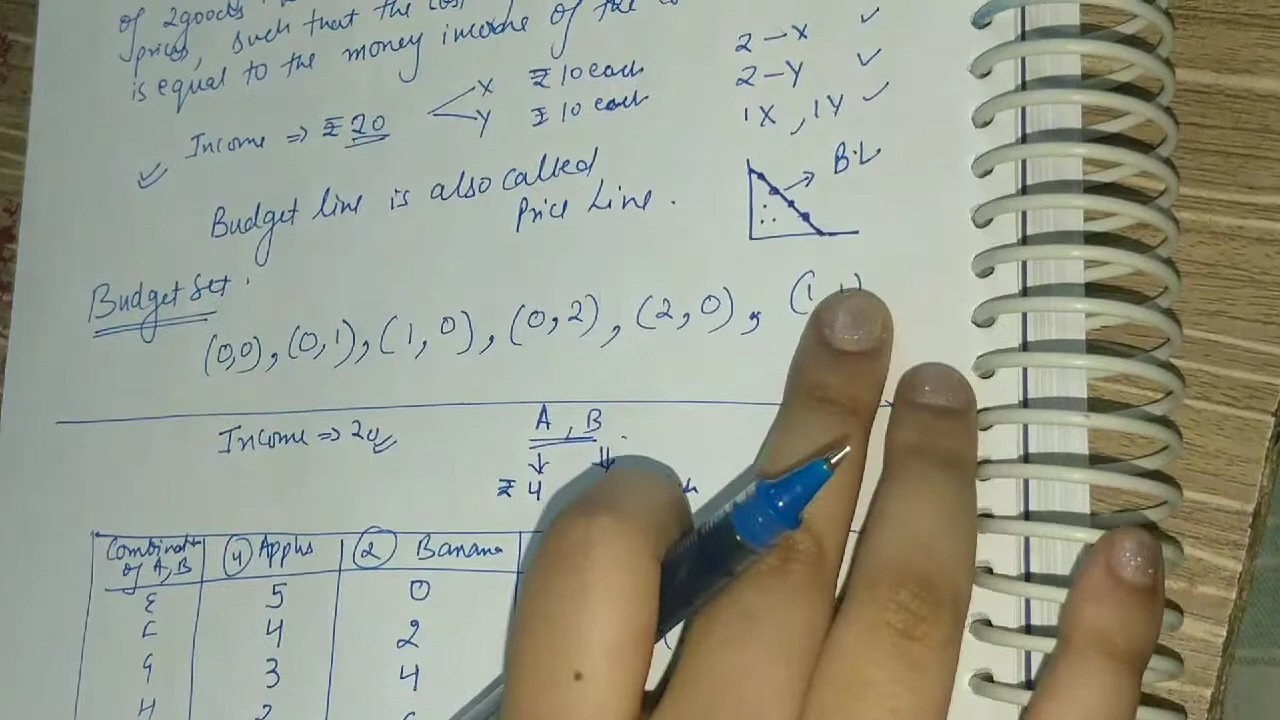 of 2goods
prices, such that the cos
is equal to the money income of the
Income => ₹20
X ₹10 each
Y ₹10 each
2 - X ✓
2 - Y ✓
1X , 1Y ✓
Budget line is also called
Price Line.
B.L
Budget Set.
(0,0), (0,1), (1,0), (0,2), (2,0),
Income => 20
A , B
₹ 4
Combinatn of A, B
④ Apples
② Banana
E 5 0
F 4 2
G 3 4
H 2